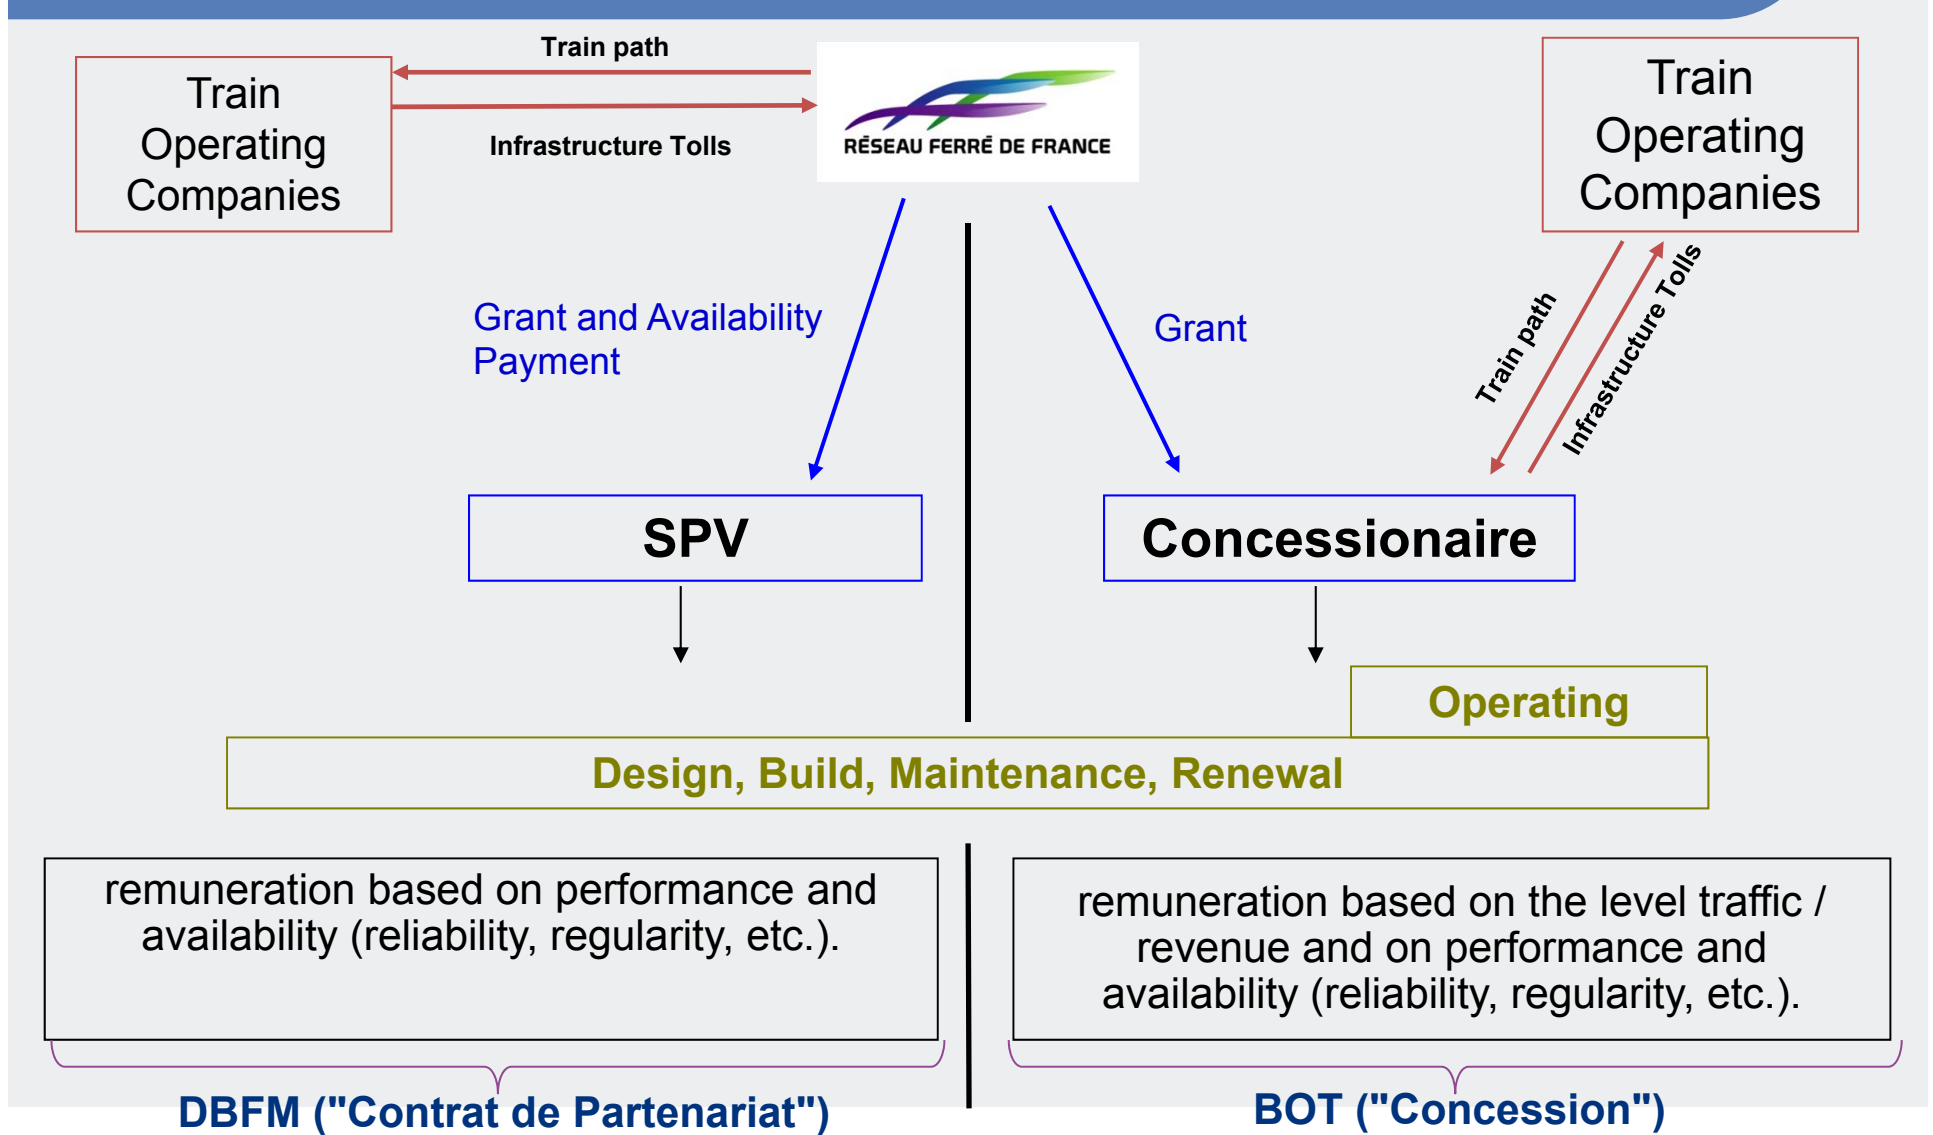 Train path
Train
Operating
Companies
Infrastructure Tolls
RÉSEAU FERRÉ DE FRANCE
Train
Operating
Companies
Grant and Availability
Payment
Grant
Train path
Infrastructure Tolls
SPV
Concessionaire
Operating
Design, Build, Maintenance, Renewal
remuneration based on performance and
availability (reliability, regularity, etc.).
remuneration based on the level traffic /
revenue and on performance and
availability (reliability, regularity, etc.).
DBFM ("Contrat de Partenariat")
BOT ("Concession")